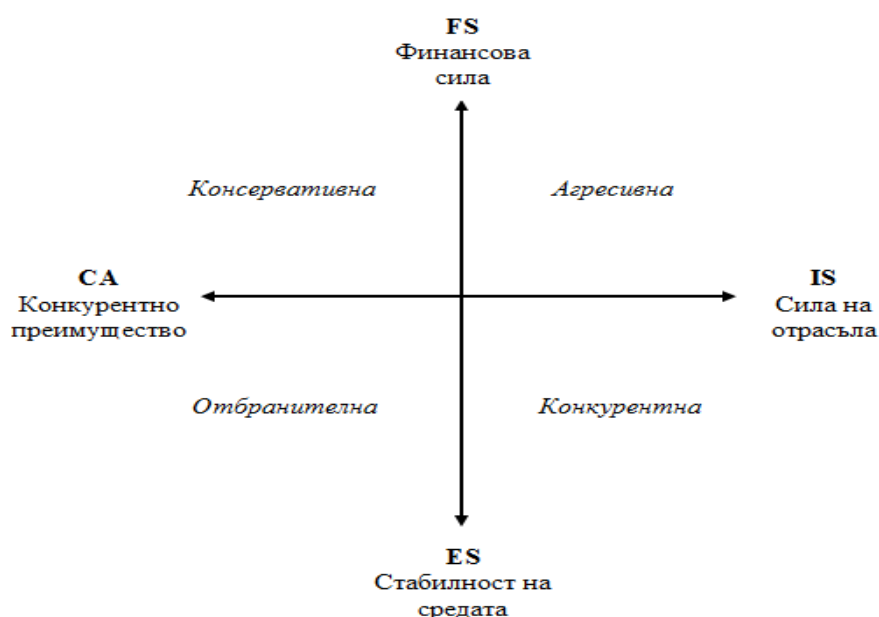 FS
Финансова
сила
Консервативна
Агресивна
CA
Конкурентно
преимущество
IS
Сила на
отрасъла
Отбранителна
Конкурентна
ES
Стабилност на
средата